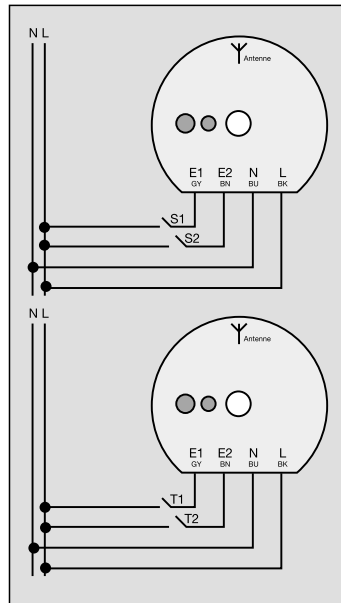 N L
Antenne
E1 E2 N L
GY BN BU BK
S1
S2
N L
Antenne
E1 E2 N L
GY BN BU BK
T1
T2